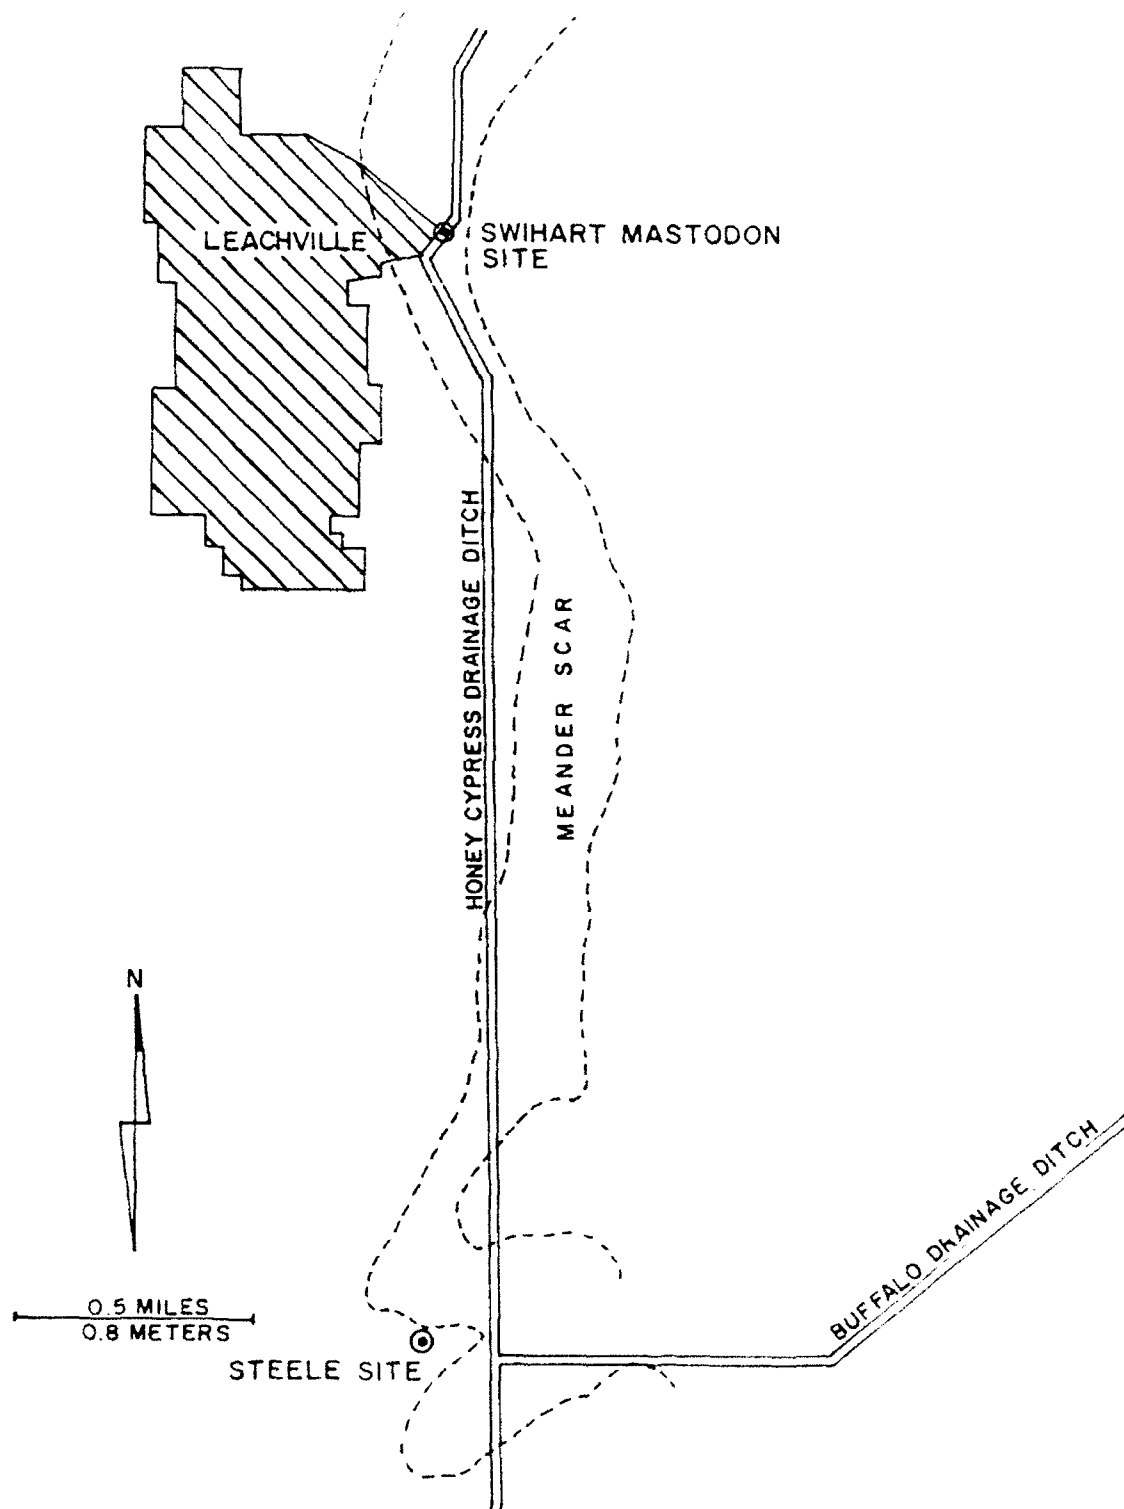 LEACHVILLE
SWIHART MASTODON
SITE
HONEY CYPRESS DRAINAGE DITCH
MEANDER SCAR
N
BUFFALO DRAINAGE DITCH
0.5 MILES
0.8 METERS
STEELE SITE